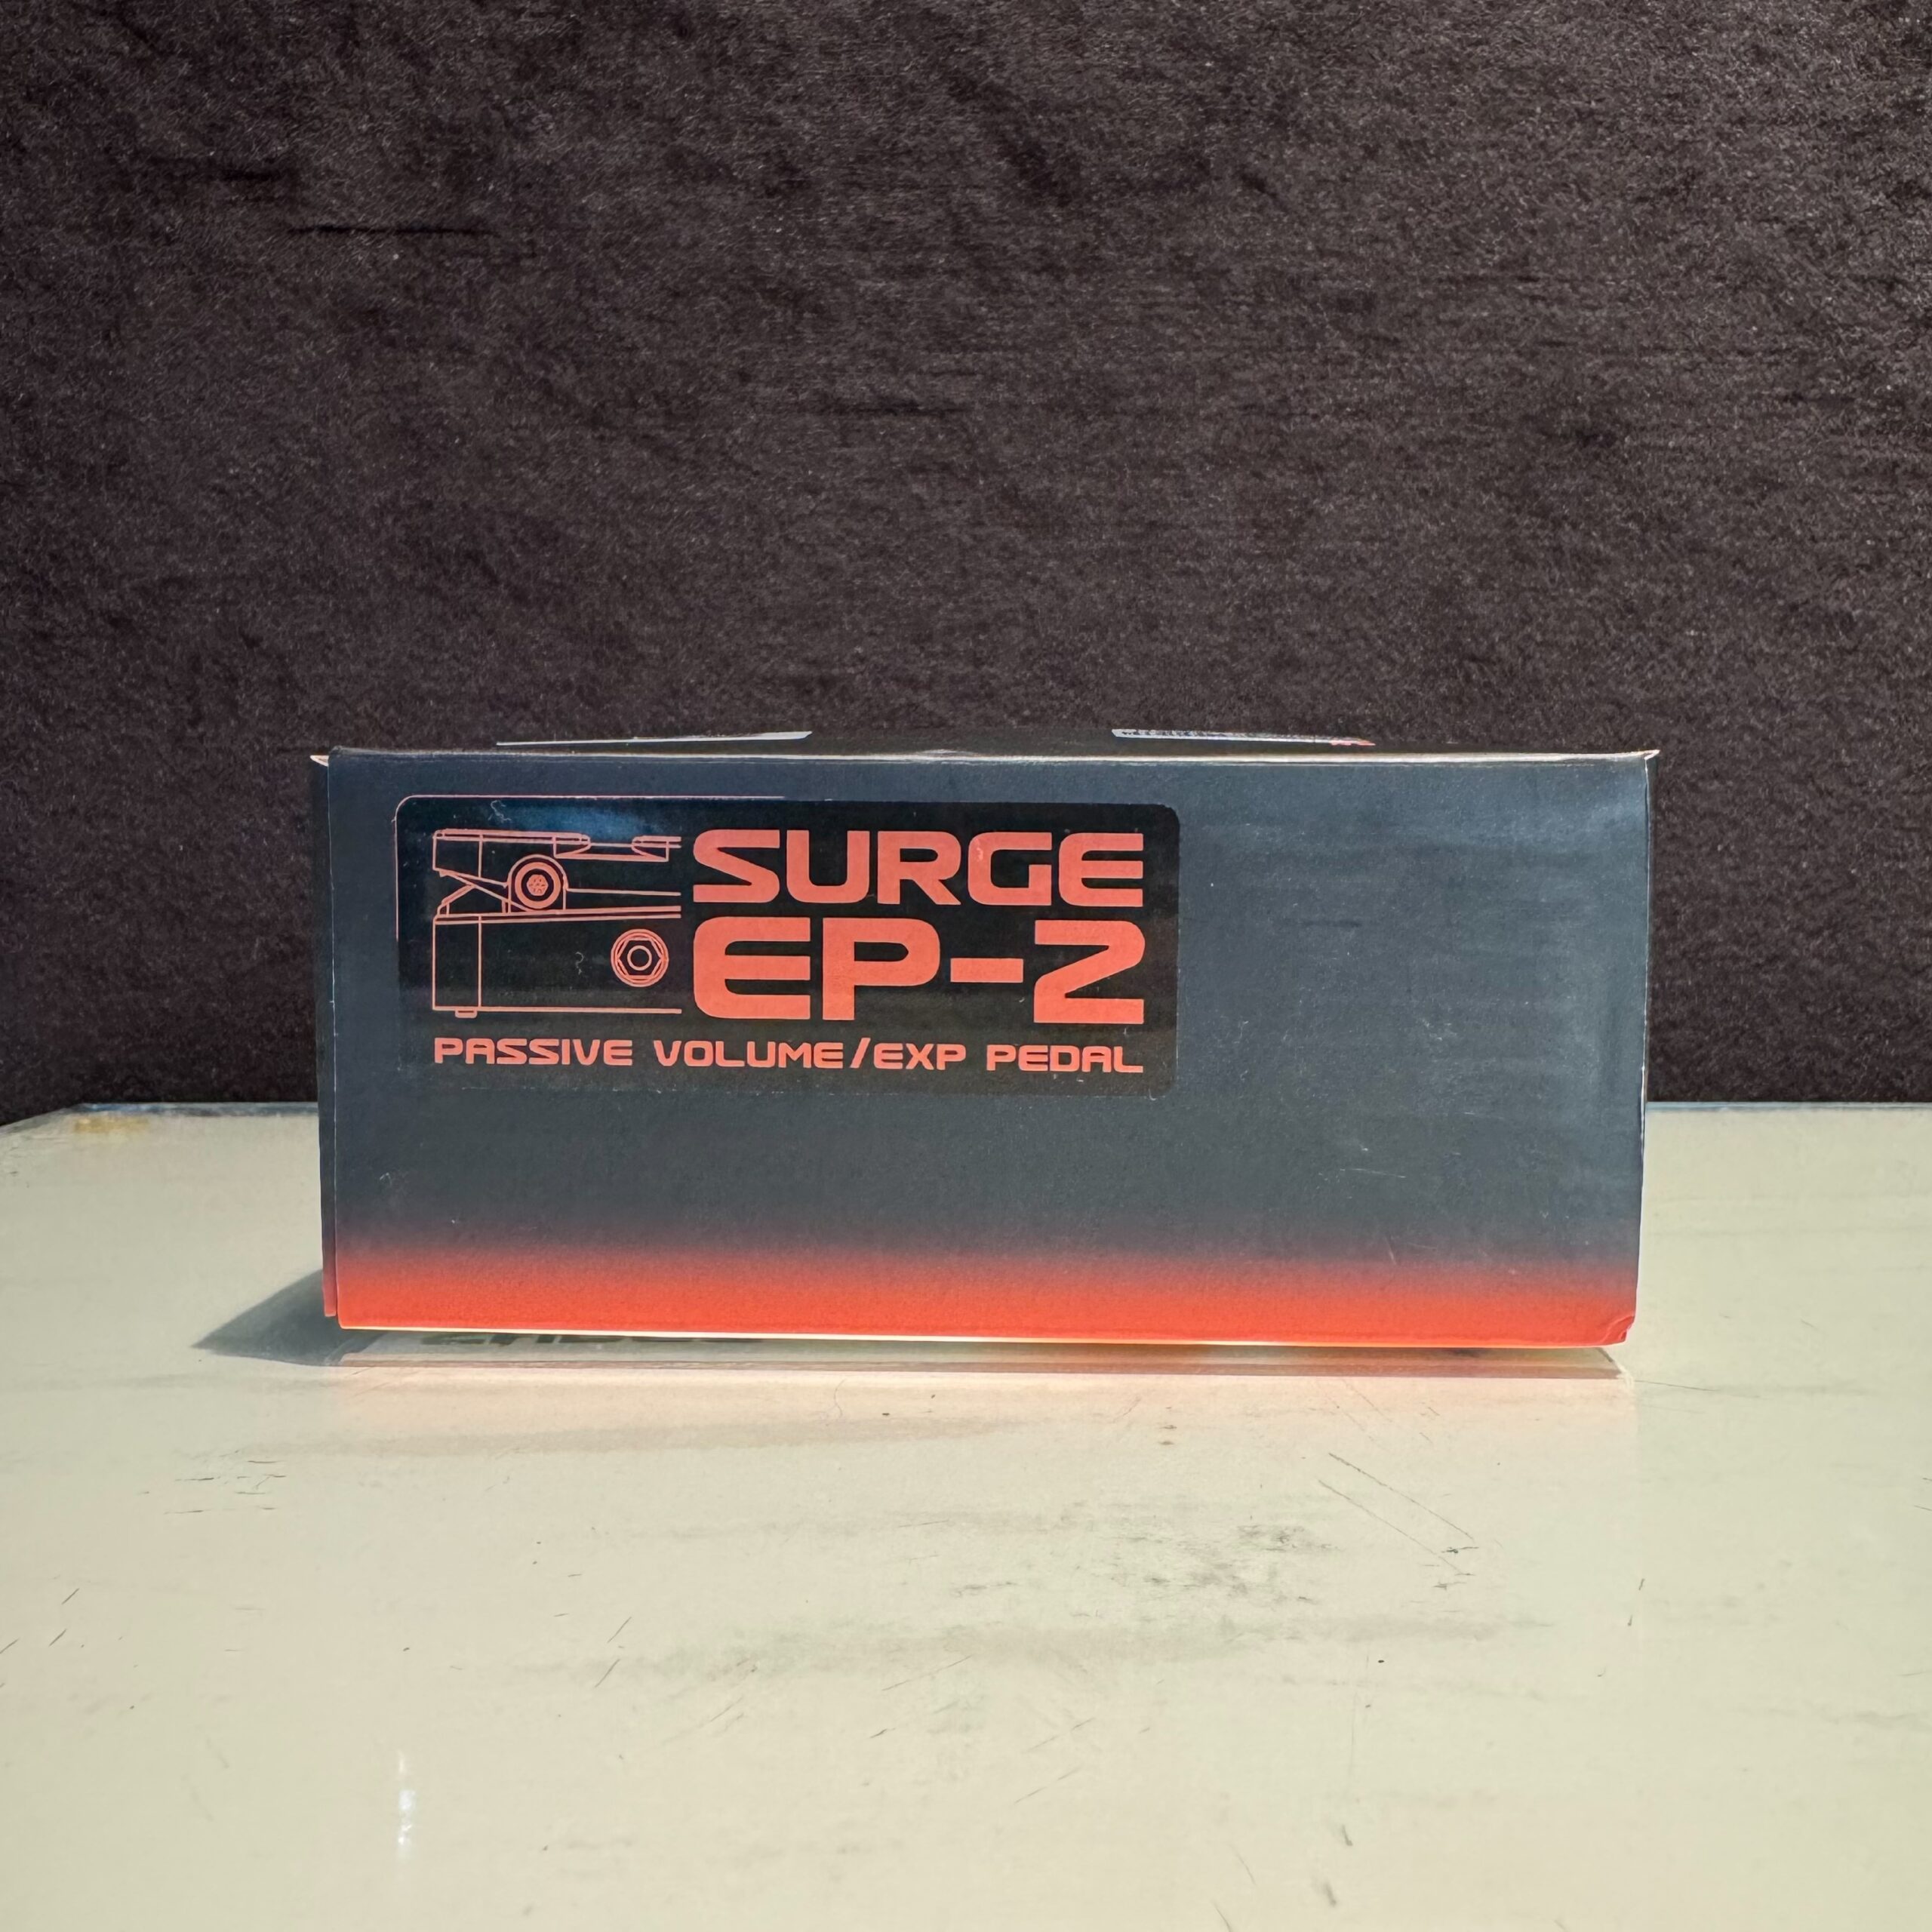 SURGE
EP-2
PASSIVE VOLUME/EXP PEDAL